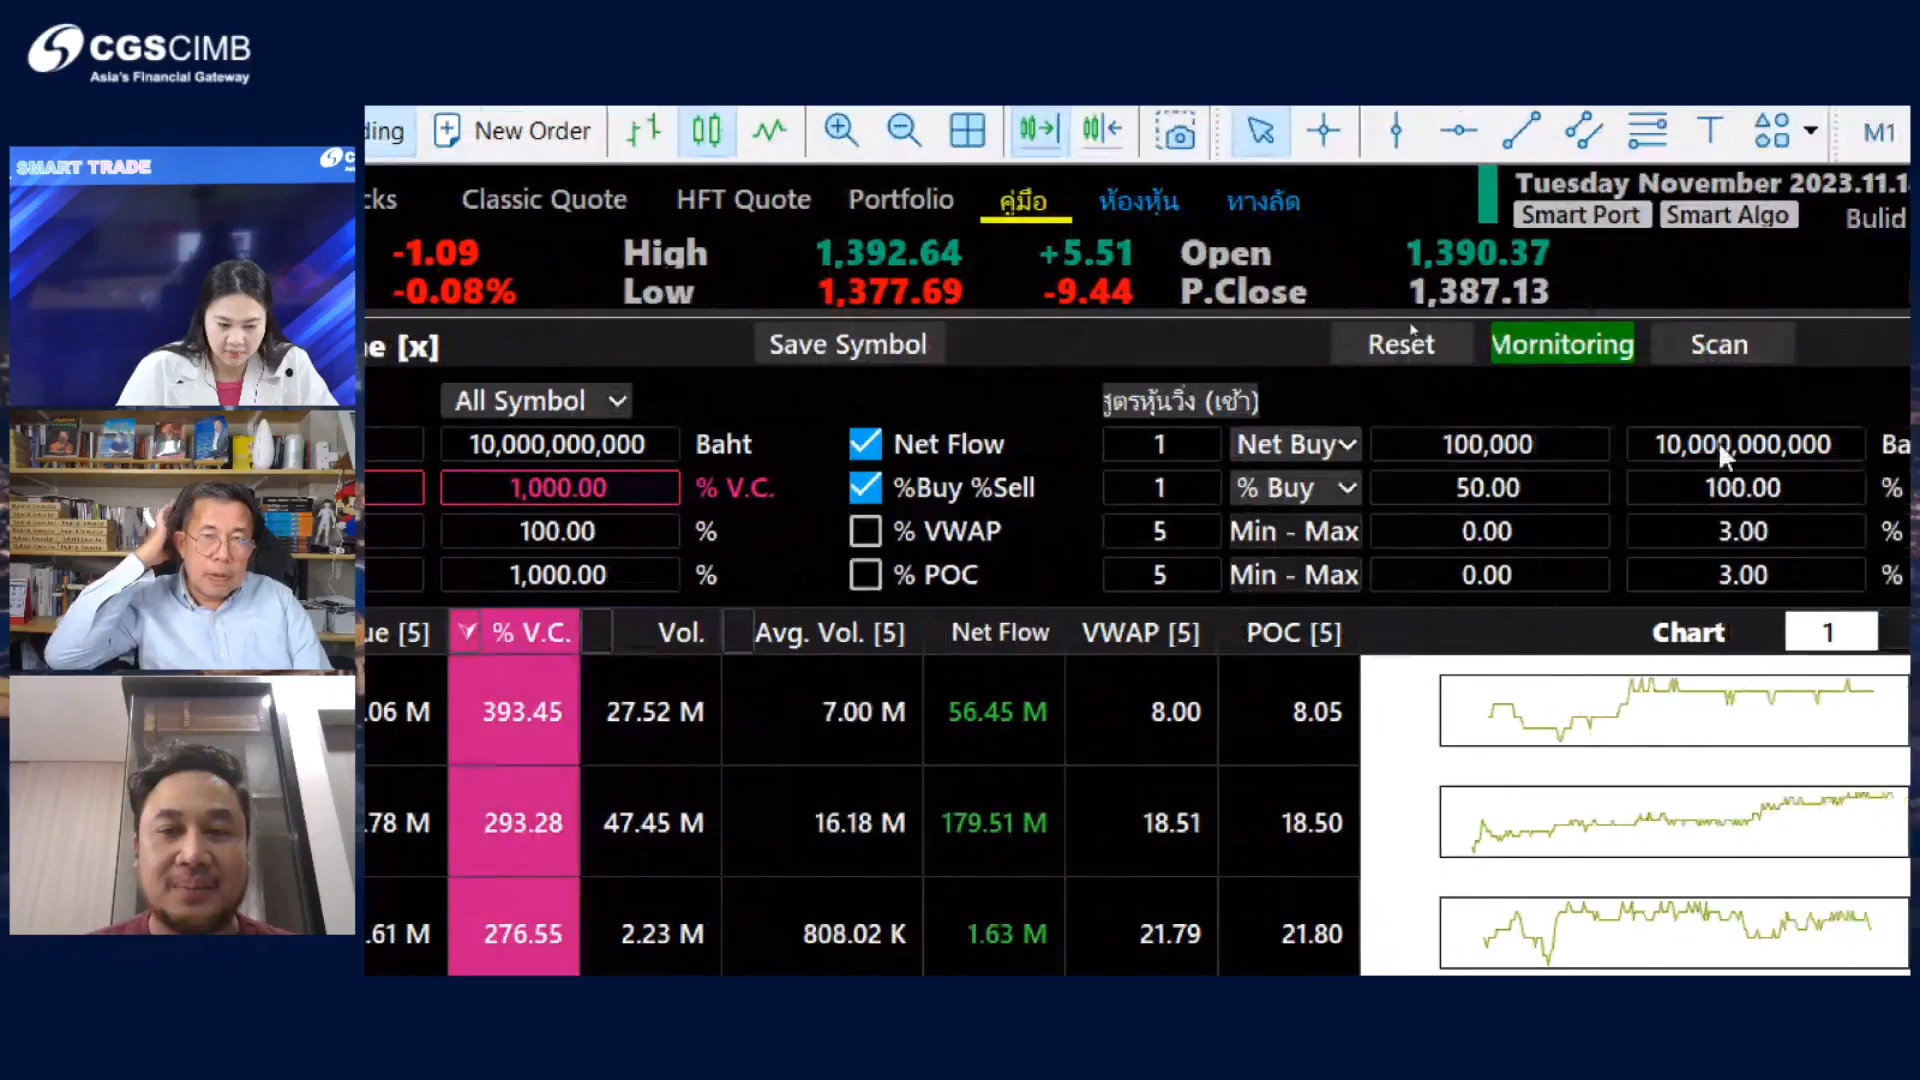 CGSCIMB
Asia's Financial Gateway
SMART TRADE
ding
New Order
M1
cks
Classic Quote
HFT Quote
Portfolio
คู่มือ
ห้องหุ้น
ทางลัด
Tuesday November 2023.11.1
Smart Port
Smart Algo
Bulid
-1.09
High
1,392.64
+5.51
Open
1,390.37
-0.08%
Low
1,377.69
-9.44
P.Close
1,387.13
e [x]
Save Symbol
Reset
Mornitoring
Scan
All Symbol
สูตรหุ้นวิ่ง (เช้า)
10,000,000,000 Baht
Net Flow
1
Net Buy
100,000
10,000,000,000
Ba
1,000.00 % V.C.
%Buy %Sell
1
% Buy
50.00
100.00
%
100.00 %
% VWAP
5
Min - Max
0.00
3.00
%
1,000.00 %
% POC
5
Min - Max
0.00
3.00
%
ue [5]
% V.C.
Vol.
Avg. Vol. [5]
Net Flow
VWAP [5]
POC [5]
Chart
1
.06 M
393.45
27.52 M
7.00 M
56.45 M
8.00
8.05
.78 M
293.28
47.45 M
16.18 M
179.51 M
18.51
18.50
.61 M
276.55
2.23 M
808.02 K
1.63 M
21.79
21.80